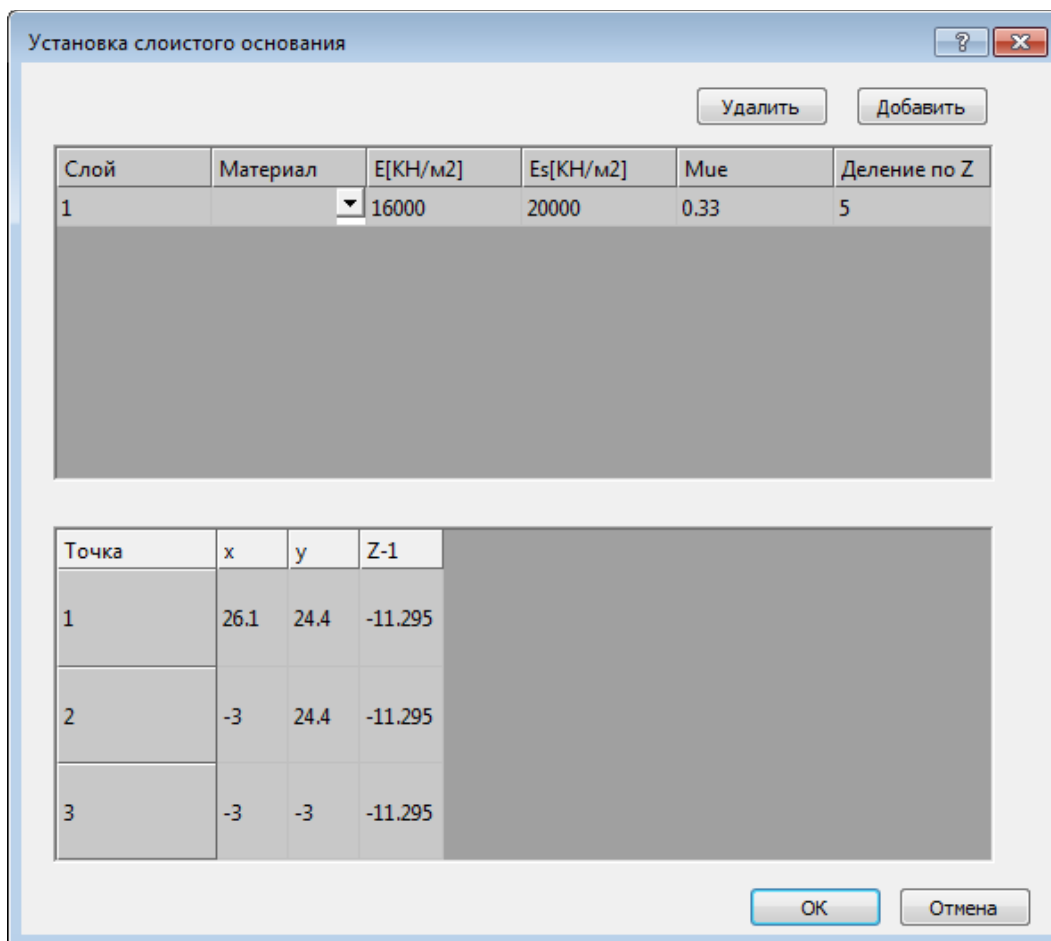 Установка слоистого основания
Удалить Добавить
Слой Материал E[КН/м2] Es[КН/м2] Mue Деление по Z
1 16000 20000 0.33 5
Точка x y Z-1
1 26.1 24.4 -11.295
2 -3 24.4 -11.295
3 -3 -3 -11.295
OK Отмена